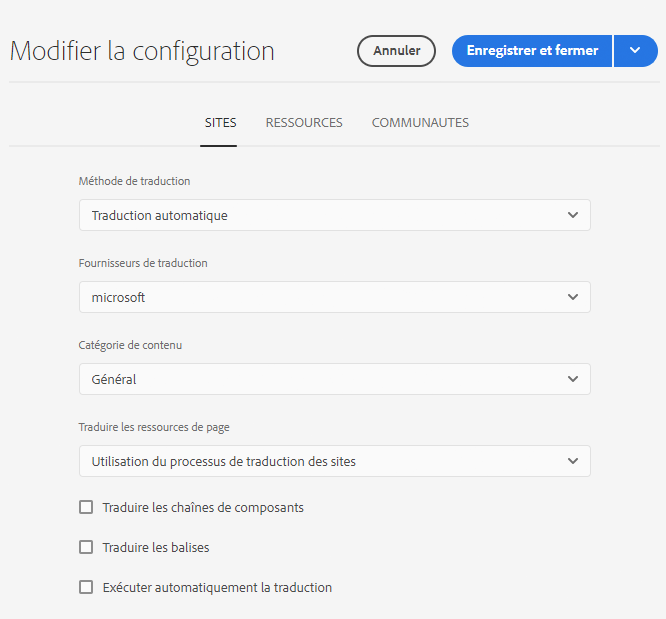 Modifier la configuration
Annuler
Enregistrer et fermer
SITES RESSOURCES COMMUNAUTES
Méthode de traduction
Traduction automatique
Fournisseurs de traduction
microsoft
Catégorie de contenu
Général
Traduire les ressources de page
Utilisation du processus de traduction des sites
Traduire les chaînes de composants
Traduire les balises
Exécuter automatiquement la traduction